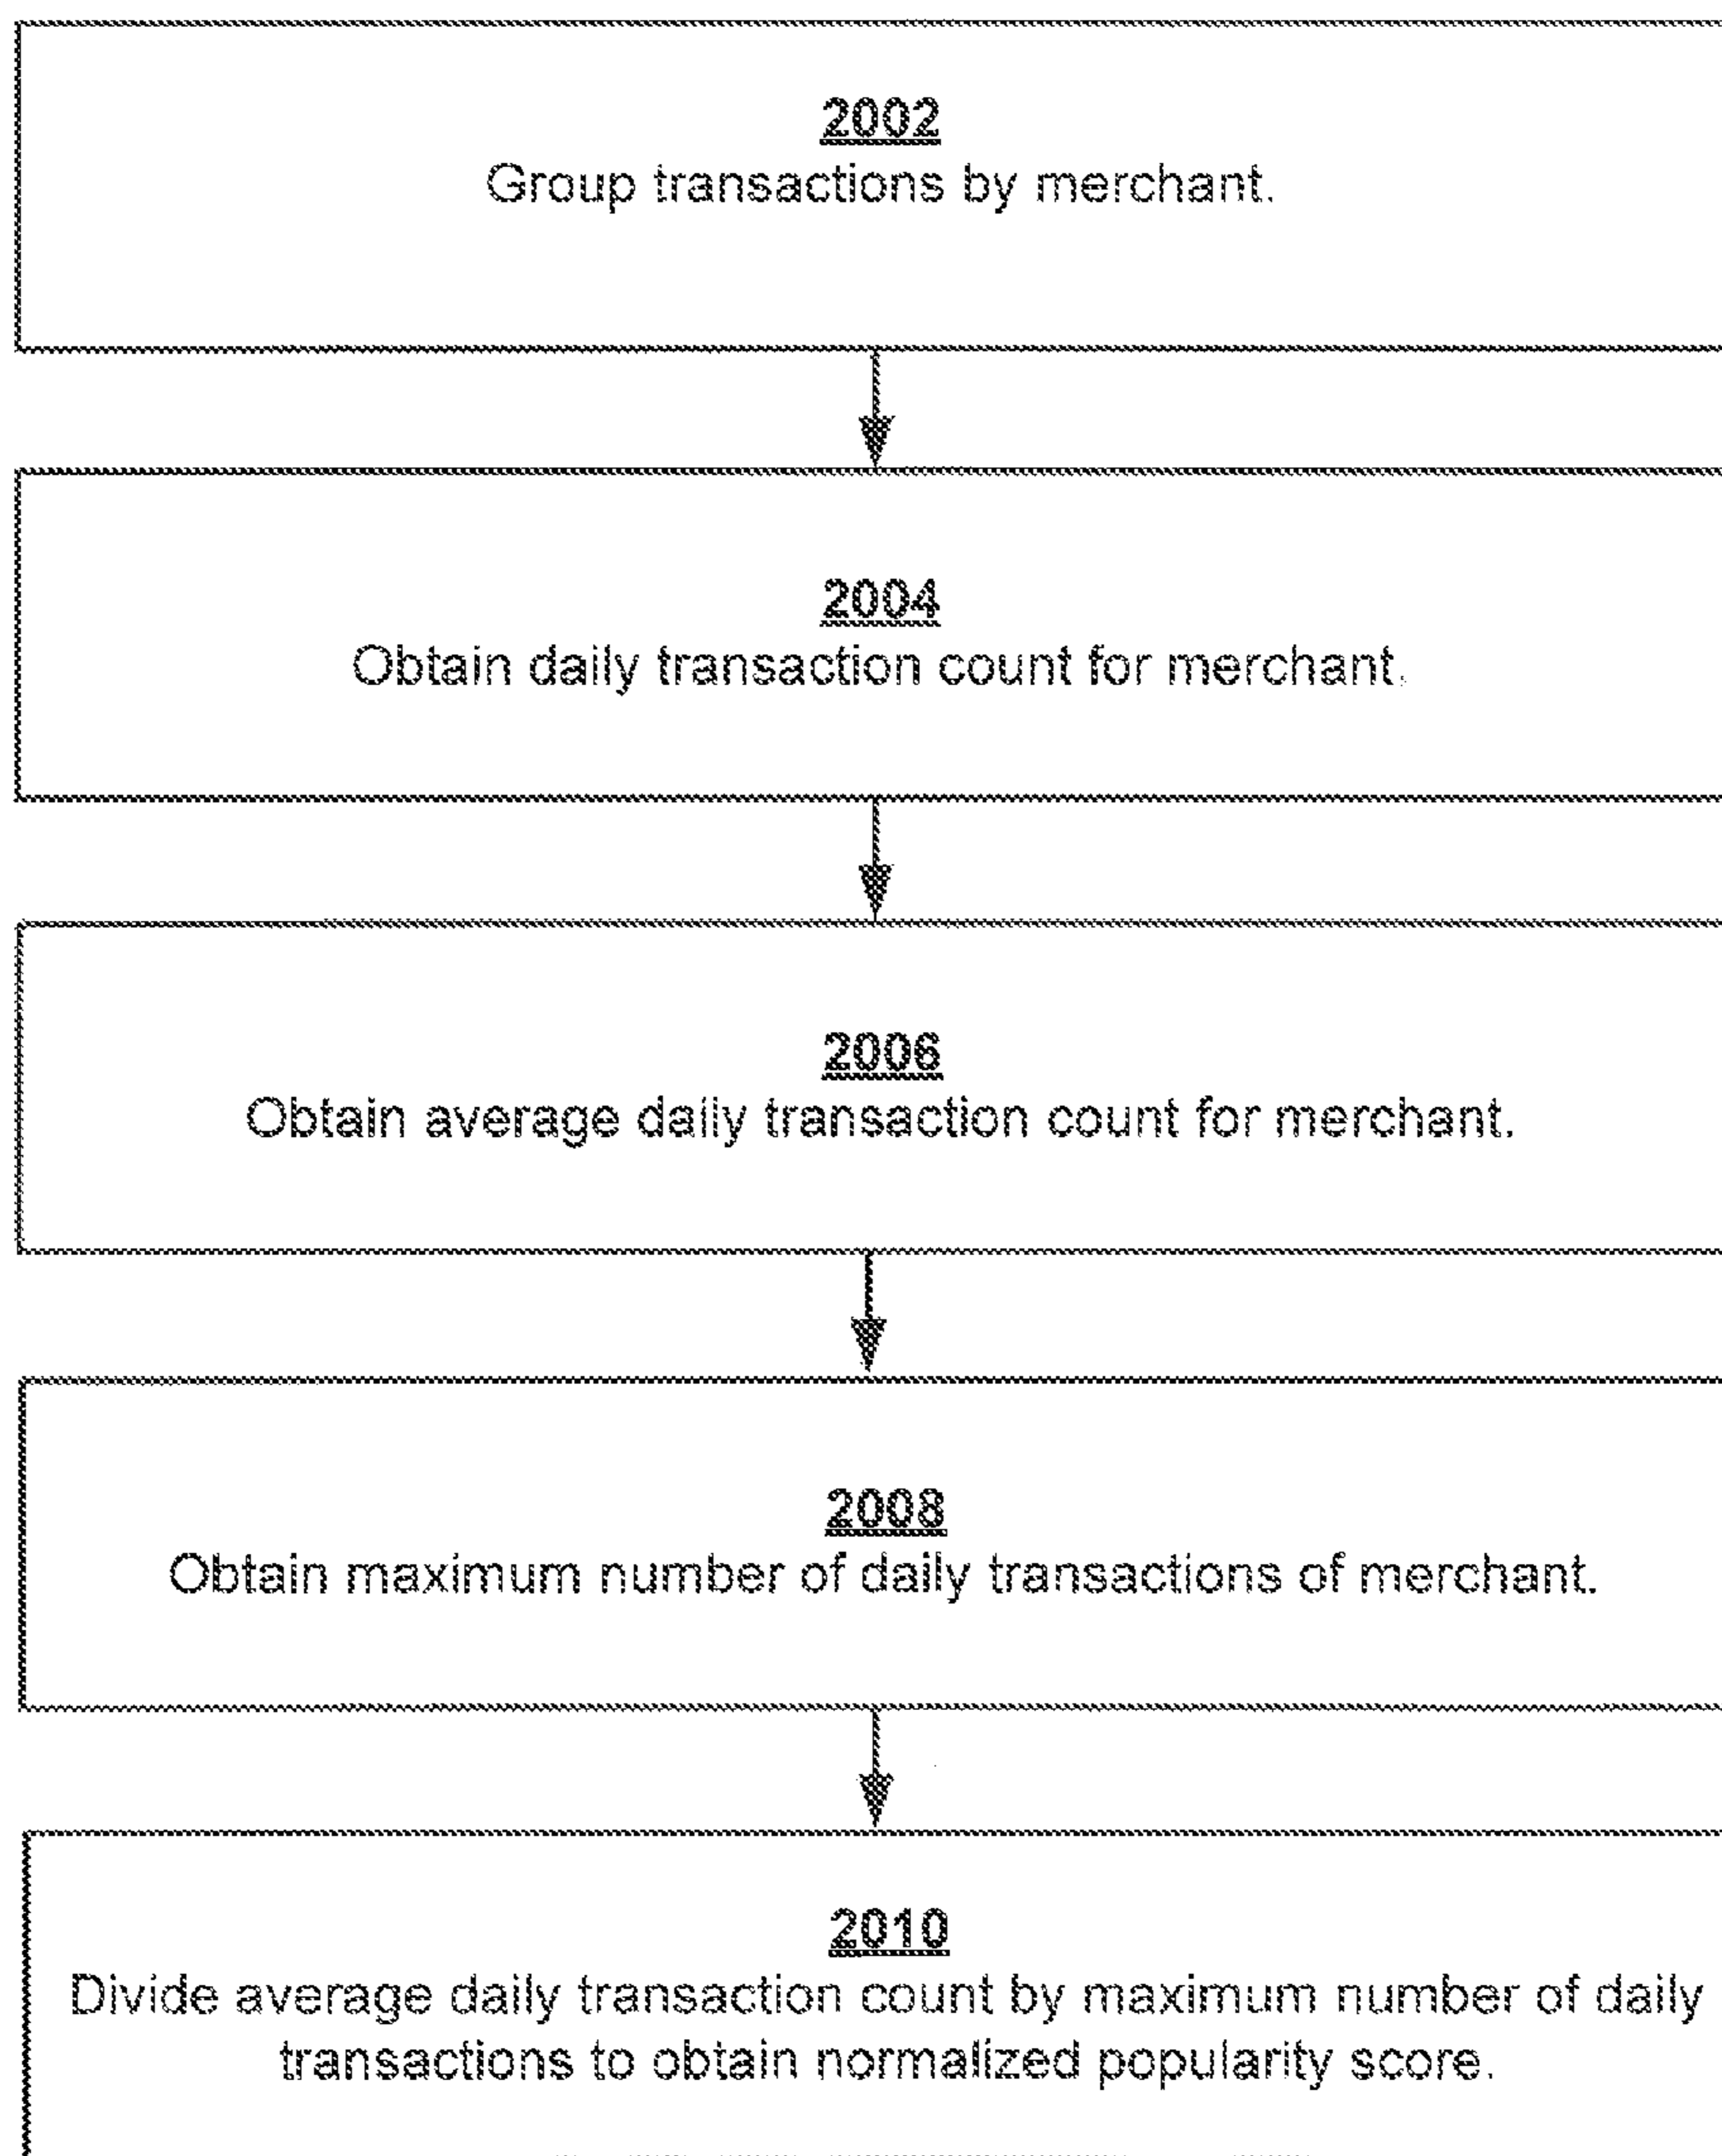 2002
Group transactions by merchant.
2004
Obtain daily transaction count for merchant.
2006
Obtain average daily transaction count for merchant.
2008
Obtain maximum number of daily transactions of merchant.
2010
Divide average daily transaction count by maximum number of daily
transactions to obtain normalized popularity score.